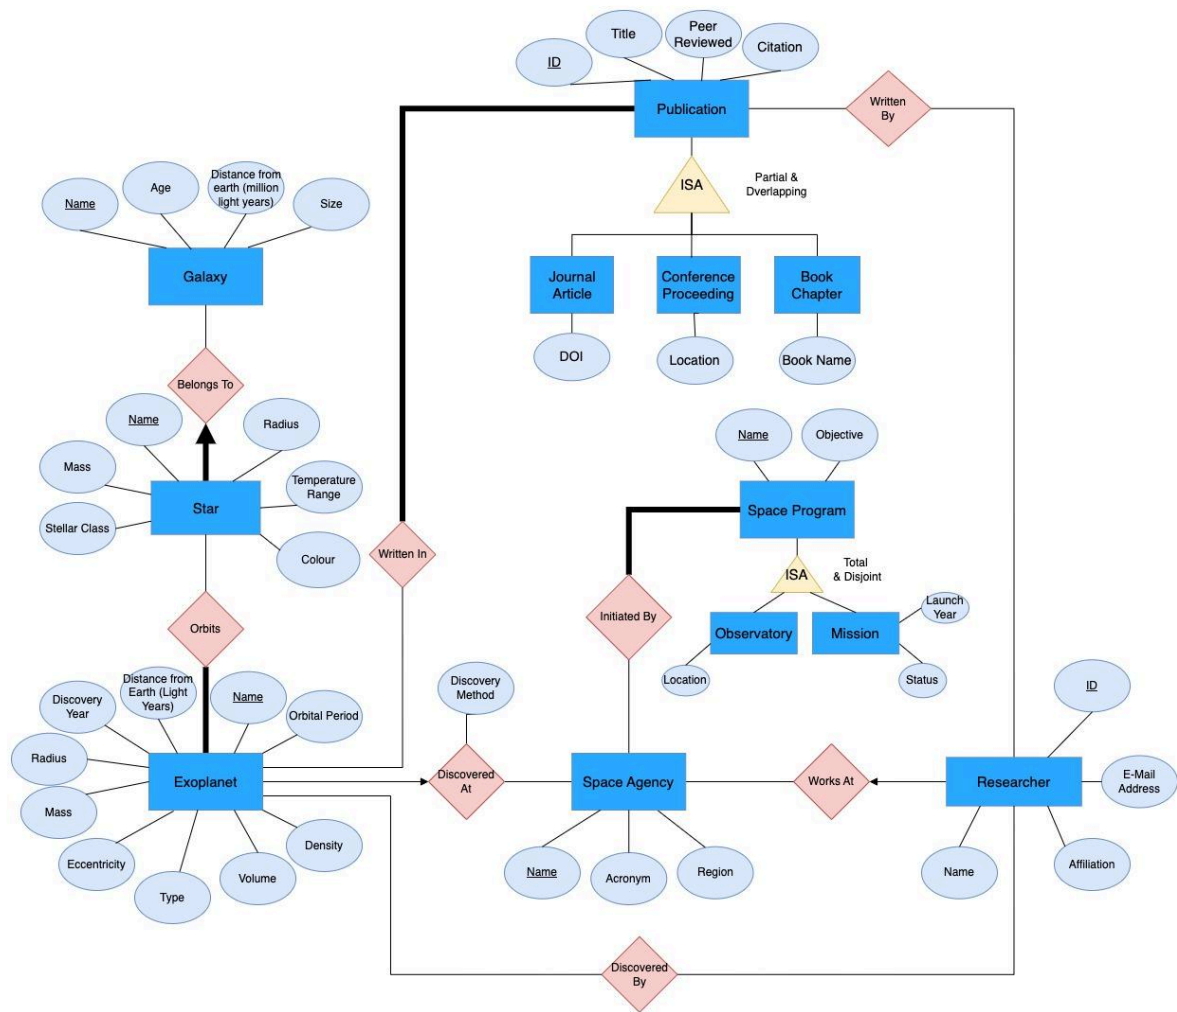 Peer
Reviewed
Title
Citation
ID
Publication
Written
By
ISA
Partial &
Dverlapping
Journal
Article
Conference
Proceeding
Book
Chapter
DOI
Location
Book Name
Name
Age
Distance from
earth (million
light years)
Size
Galaxy
Belongs To
Name
Radius
Mass
Temperature
Range
Stellar Class
Star
Colour
Written In
Orbits
Name
Objective
Space Program
ISA
Total
& Disjoint
Initiated By
Observatory
Mission
Launch
Year
Location
Status
Discovery
Year
Distance from
Earth (Light
Years)
Name
Orbital Period
Radius
Exoplanet
Mass
Eccentricity
Type
Volume
Density
Discovery
Method
Discovered
At
Space Agency
Works At
Researcher
ID
E-Mail
Address
Name
Acronym
Region
Name
Affiliation
Discovered
By